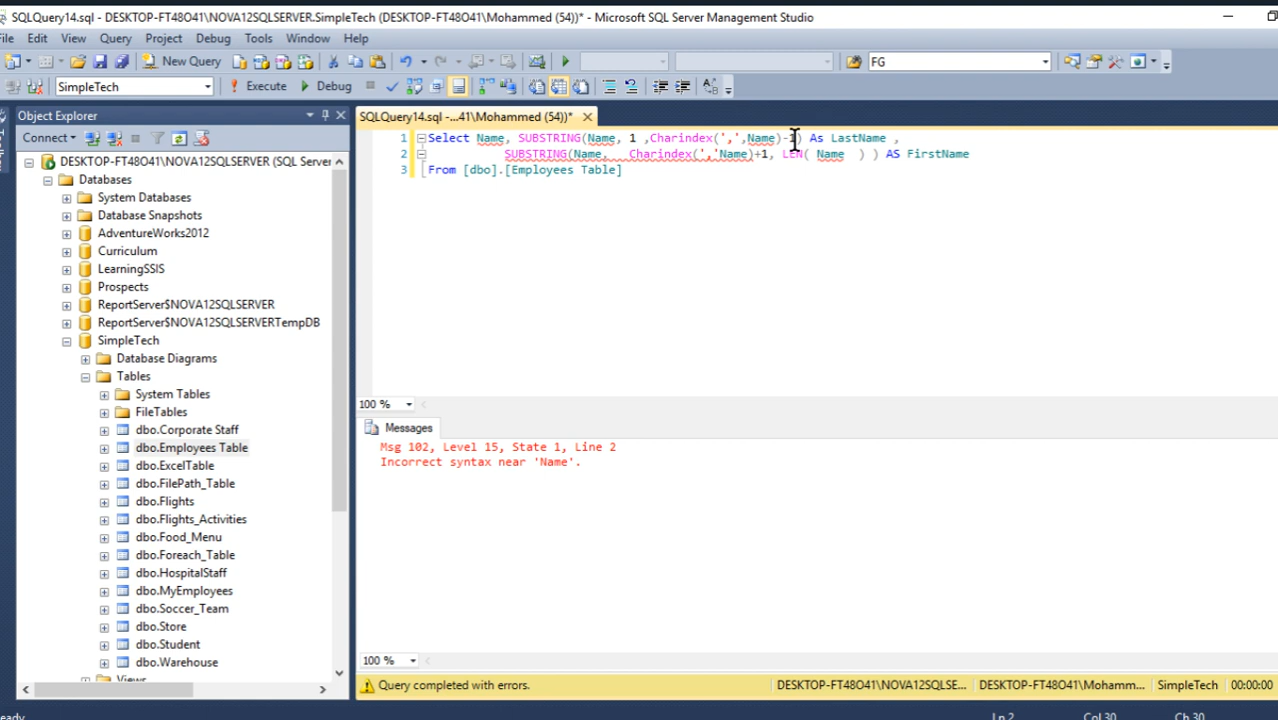 SQLQuery14.sql - DESKTOP-FT48O41\NOVA12SQLSERVER.SimpleTech (DESKTOP-FT48O41\Mohammed (54))* - Microsoft SQL Server Management Studio
File Edit View Query Project Debug Tools Window Help
New Query FG
SimpleTech Execute Debug
Object Explorer
Connect
DESKTOP-FT48O41\NOVA12SQLSERVER (SQL Server
Databases
System Databases
Database Snapshots
AdventureWorks2012
Curriculum
LearningSSIS
Prospects
ReportServer$NOVA12SQLSERVER
ReportServer$NOVA12SQLSERVERTempDB
SimpleTech
Database Diagrams
Tables
System Tables
FileTables
dbo.Corporate Staff
dbo.Employees Table
dbo.ExcelTable
dbo.FilePath_Table
dbo.Flights
dbo.Flights_Activities
dbo.Food_Menu
dbo.Foreach_Table
dbo.HospitalStaff
dbo.MyEmployees
dbo.Soccer_Team
dbo.Store
dbo.Student
dbo.Warehouse
Views
SQLQuery14.sql -...41\Mohammed (54))*
1 Select Name, SUBSTRING(Name, 1 ,Charindex(',',Name)-1) As LastName ,
2 SUBSTRING(Name, Charindex(','Name)+1, LEN( Name ) ) AS FirstName
3 From [dbo].[Employees Table]
100 %
Messages
Msg 102, Level 15, State 1, Line 2
Incorrect syntax near 'Name'.
100 %
Query completed with errors. DESKTOP-FT48O41\NOVA12SQLSE... DESKTOP-FT48O41\Mohamm... SimpleTech 00:00:00
Ready Ln 2 Col 30 Ch 30